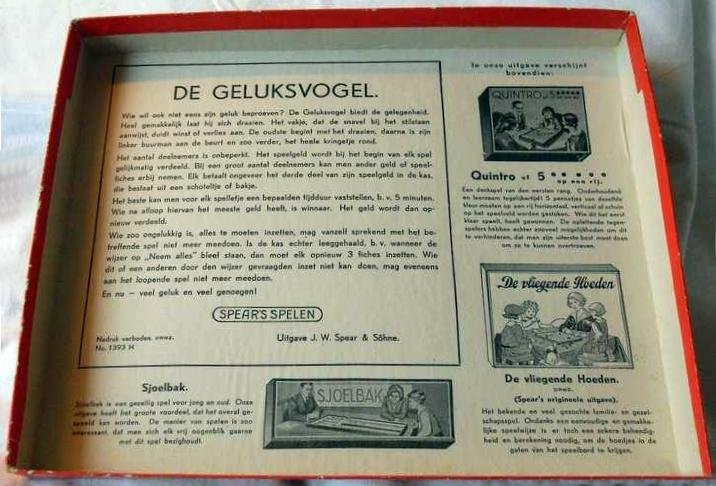 DE GELUKSVOGEL.
Wie wil ook niet eens zijn geluk beproeven? De Geluksvogel biedt de gelegenheid.
Heel gemakkelijk laat hij zich draaien. Het vakje, dat de snavel bij het stilstaan
aanwijst, duidt winst of verlies aan. De oudste begint met het draaien, daarna is zijn
linker buurman aan de beurt en zoo verder, het heele kringetje rond.
Het aantal deelnemers is onbeperkt. Het speelgeld wordt bij het begin van elk spel
gelijkmatig verdeeld. Bij een groot aantal deelnemers kan men ander geld of speel-
fiches erbij nemen. Elk betaalt ongeveer het derde deel van zijn speelgeld in de kas,
die bestaat uit een schoteltje of bakje.
Het beste kan men voor elk spelletje een bepaalden tijdduur vaststellen, b. v. 5 minuten.
Wie na afloop hiervan het meeste geld heeft, is winnaar. Het geld wordt dan op-
nieuw verdeeld.
Wie zoo ongelukkig is, alles te moeten inzetten, mag vanzelf sprekend met het be-
treffende spel niet meer meedoen. Is de kas echter leeggehaald, b. v. wanneer de
wijzer op „Neem alles" bleef staan, dan moet elk opnieuw 3 fiches inzetten. Wie
dit of een anderen door den wijzer gevraagden inzet niet kan doen, mag eveneens
aan het loopende spel niet meer meedoen.
En nu — veel geluk en veel genoegen!
SPEAR'S SPELEN
Nadruk verboden.
No. 1393 H
Uitgave J. W. Spear & Söhne.
In onze uitgave verschijnt
bovendien:
QUINTRO
Quintro of 5
op een rij.
Een denkspel van den eersten rang. Onderhoudend
en leerzaam tegelijkertijd! 5 pennetjes van dezelfde
kleur moeten op een rij horizontaal, verticaal of schuin
op het speelveld worden gestoken. Wie dit het eerst
klaar speelt, heeft gewonnen. De oplettende tegen-
spelers hebben echter zooveel mogelijkheden om dit
te verhinderen, dat men zijn uiterste best moet doen
om ze te kunnen overtroeven.
De vliegende Hoeden
De vliegende Hoeden.
(Spear's origineele uitgave).
Het bekende en veel gezochte familie- en gezel-
schapsspel. Ondanks een eenvoudige en gemakke-
lijke speelwijze is er toch een zekere behendig-
heid en berekening noodig, om de hoedjes in de
gaten van het speelbord te krijgen.
Sjoelbak.
Sjoelbak is een gezellig spel voor jong en oud. Onze
uitgave heeft het groote voordeel, dat het overal ge-
speeld kan worden. De manier van spelen is zoo
interessant, dat men zich elk vrij oogenblik gaarne
met dit spel bezighoudt.
SJOELBAK